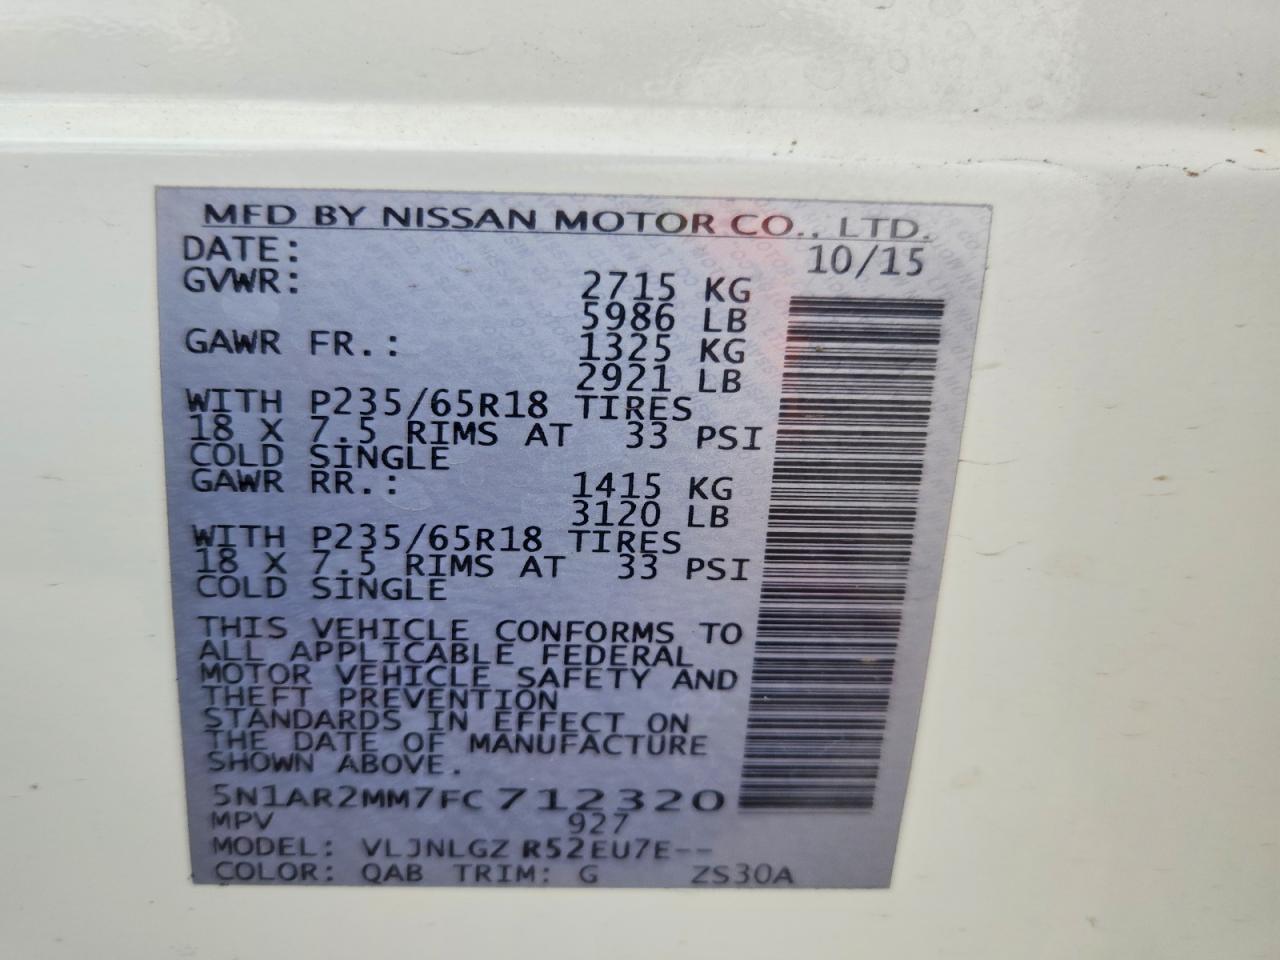 MFD BY NISSAN MOTOR CO., LTD.
DATE: 10/15
GVWR: 2715 KG
5986 LB
GAWR FR.: 1325 KG
2921 LB
WITH P235/65R18 TIRES
18 X 7.5 RIMS AT 33 PSI
COLD SINGLE
GAWR RR.: 1415 KG
3120 LB
WITH P235/65R18 TIRES
18 X 7.5 RIMS AT 33 PSI
COLD SINGLE
THIS VEHICLE CONFORMS TO
ALL APPLICABLE FEDERAL
MOTOR VEHICLE SAFETY AND
THEFT PREVENTION
STANDARDS IN EFFECT ON
THE DATE OF MANUFACTURE
SHOWN ABOVE.
5N1AR2MM7FC712320
MPV 927
MODEL: VLJNLGZ R52EU7E--
COLOR: QAB TRIM: G ZS30A